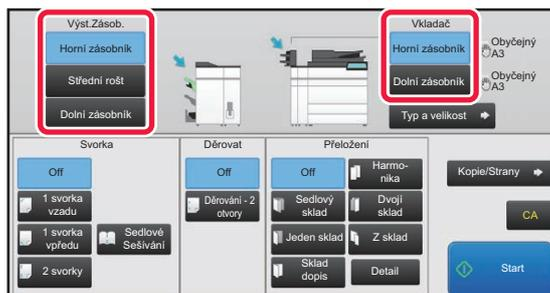 Výst.Zásob.
Vkladač
Horní zásobník
Střední rošt
Dolní zásobník
Horní zásobník
Obyčejný
A3
Dolní zásobník
Obyčejný
A3
Typ a velikost
Svorka
Děrovat
Přeložení
Off
1 svorka
vzadu
1 svorka
vpředu
Sedlové
Sešívání
2 svorky
Off
Děrování - 2
otvory
Off
Harmo-
nika
Sedlový
sklad
Dvojí
sklad
Jeden sklad
Z sklad
Sklad
dopis
Detail
Kopie/Strany
CA
Start